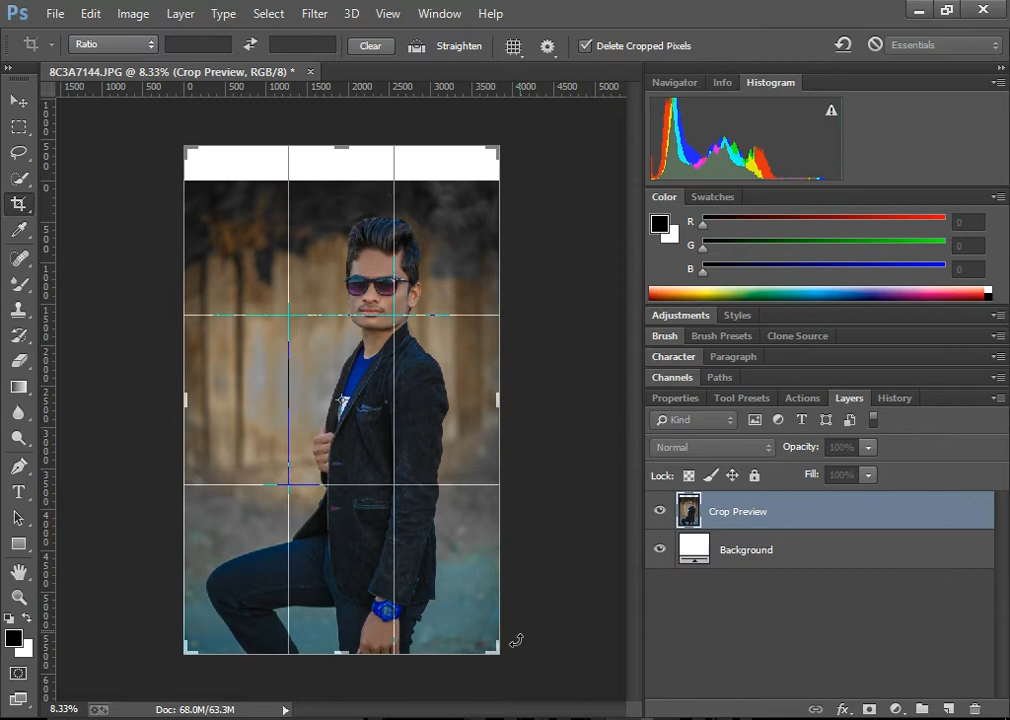 Ps File Edit Image Layer Type Select Filter 3D View Window Help
Ratio Clear Straighten Delete Cropped Pixels Essentials
8C3A7144.JPG @ 8.33% (Crop Preview, RGB/8) * ×
1500 1000 500 0 500 1000 1500 2000 2500 3000 3500 4000 4500 5000
Navigator Info Histogram
Color Swatches
R 0
G 0
B 0
Adjustments Styles
Brush Brush Presets Clone Source
Character Paragraph
Channels Paths
Properties Tool Presets Actions Layers History
Kind
Normal Opacity: 100%
Lock: Fill: 100%
Crop Preview
Background
8.33% Doc: 68.0M/63.3M